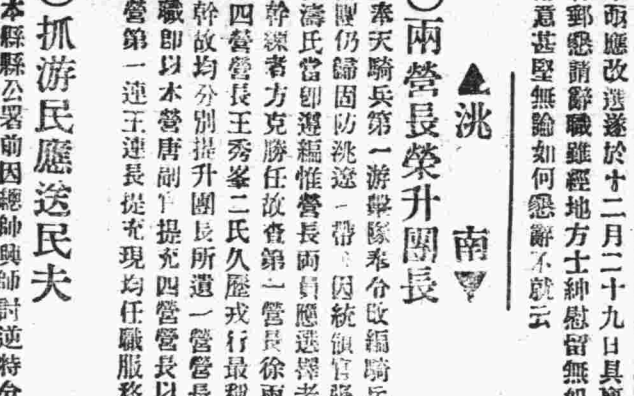 命應改選遂於十二月二十九日具
郵懇請辭職雖經地方士紳慰留無
意甚堅無論如何懇辭不就云
▲洮南▼
○兩營長榮升團長
奉天騎兵第一游擊隊奉令改編騎兵
團仍歸固防洮遼一帶因統領官張
濤氏當即遵編惟營長兩員應選擇老
幹練者方克勝任故查第一營長徐
四營營長王秀峯二氏久歷戎行最稱
幹故均分別提升團長所遺一營營長
職即以本營唐副官提充四營營長以
營第一連王連長提充現均任職服務
○抓游民應送民夫
本縣縣公署前因總帥興師討逆特